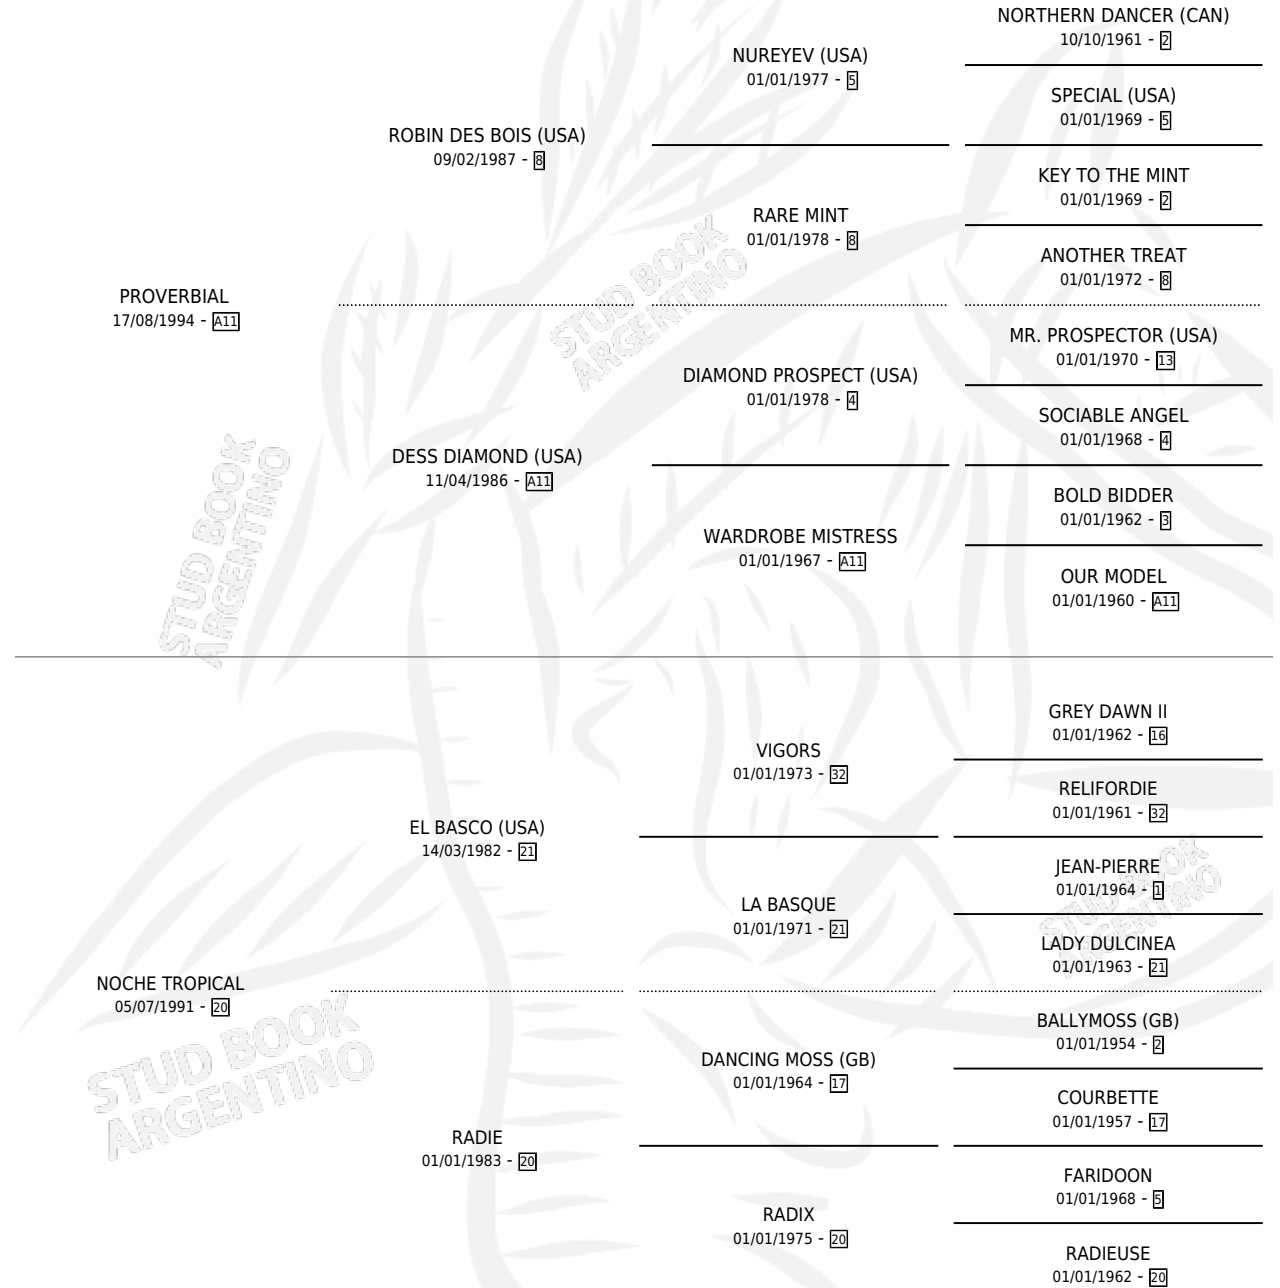 NORTHERN DANCER (CAN)
10/10/1961 - 2
NUREYEV (USA)
01/01/1977 - 5
SPECIAL (USA)
01/01/1969 - 5
ROBIN DES BOIS (USA)
09/02/1987 - 8
KEY TO THE MINT
01/01/1969 - 2
RARE MINT
01/01/1978 - 8
ANOTHER TREAT
01/01/1972 - 8
PROVERBIAL
17/08/1994 - A11
MR. PROSPECTOR (USA)
01/01/1970 - 13
DIAMOND PROSPECT (USA)
01/01/1978 - 4
SOCIABLE ANGEL
01/01/1968 - 4
DESS DIAMOND (USA)
11/04/1986 - A11
BOLD BIDDER
01/01/1962 - 3
WARDROBE MISTRESS
01/01/1967 - A11
OUR MODEL
01/01/1960 - A11
GREY DAWN II
01/01/1962 - 16
VIGORS
01/01/1973 - 32
RELIFORDIE
01/01/1961 - 32
EL BASCO (USA)
14/03/1982 - 21
JEAN-PIERRE
01/01/1964 - 1
LA BASQUE
01/01/1971 - 21
LADY DULCINEA
01/01/1963 - 21
NOCHE TROPICAL
05/07/1991 - 20
BALLYMOSS (GB)
01/01/1954 - 2
DANCING MOSS (GB)
01/01/1964 - 17
COURBETTE
01/01/1957 - 17
RADIE
01/01/1983 - 20
FARIDOON
01/01/1968 - 5
RADIX
01/01/1975 - 20
RADIEUSE
01/01/1962 - 20
STUD BOOK
ARGENTINO
STUD BOOK
ARGENTINO
STUD BOOK
ARGENTINO
STUD BOOK
ARGENTINO